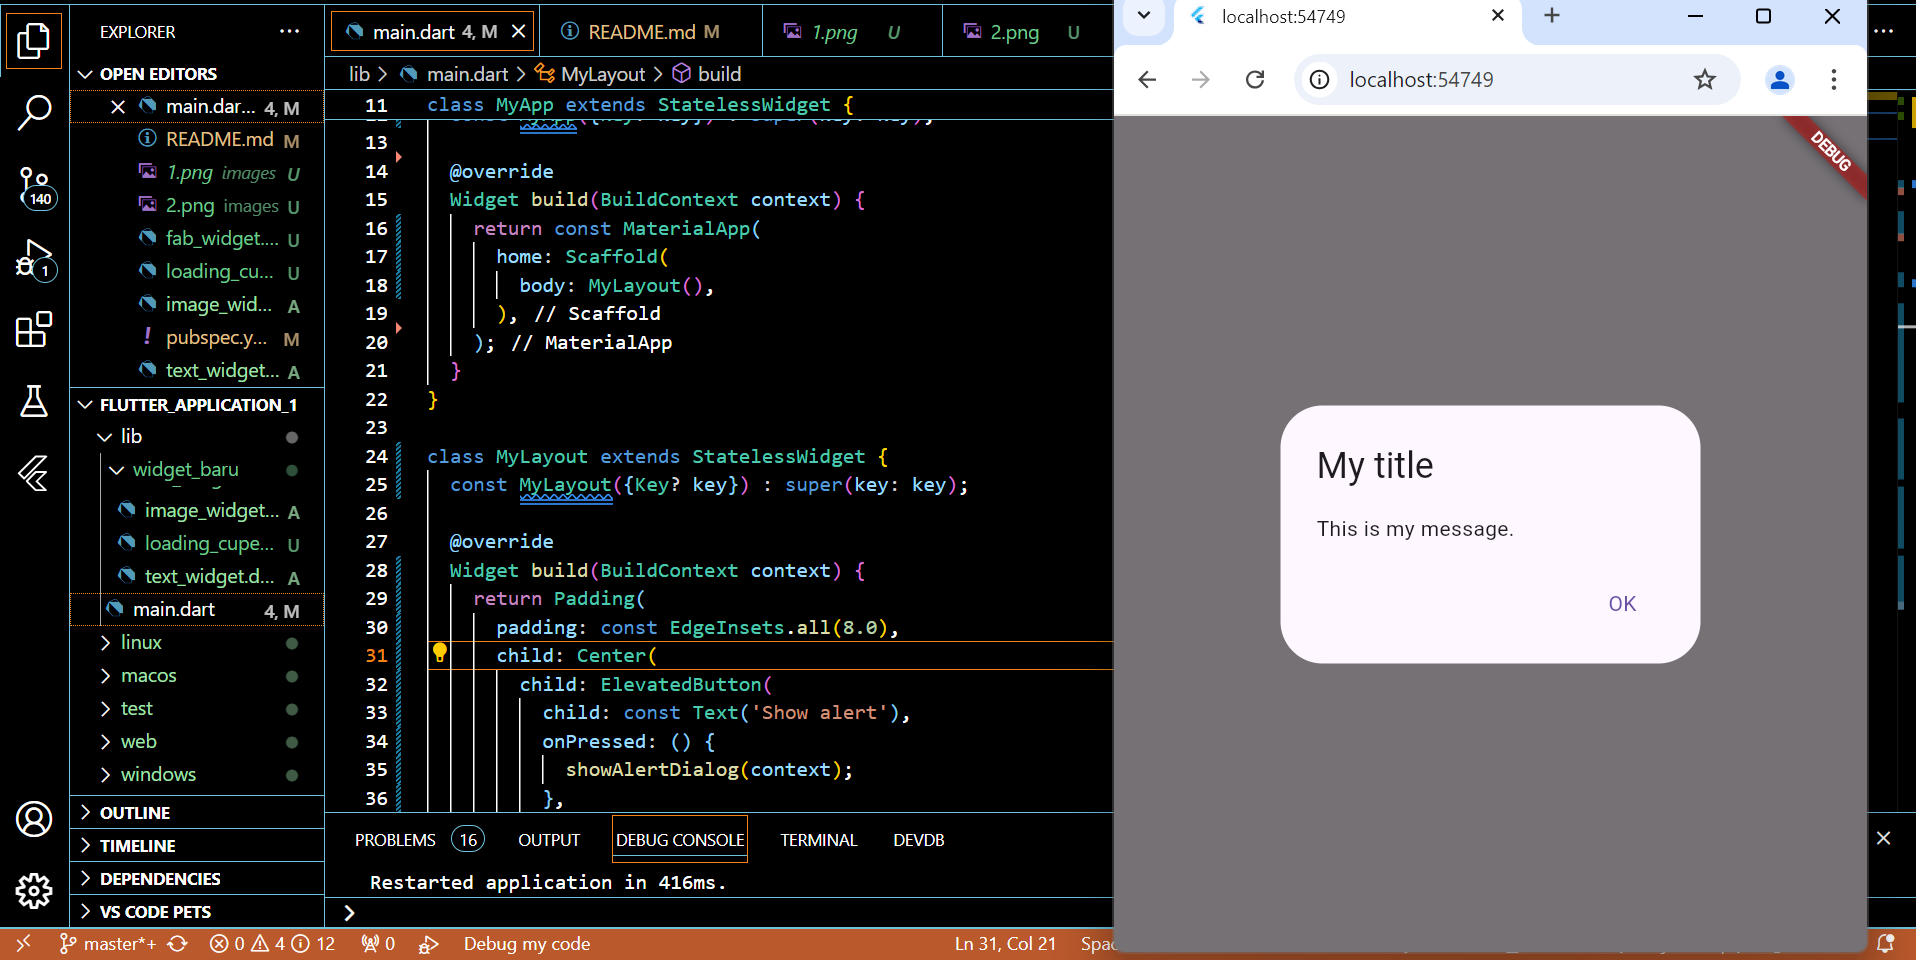 EXPLORER
OPEN EDITORS
main.dar... 4, M
README.md M
1.png images U
2.png images U
fab_widget.... U
loading_cu... U
image_wid... A
pubspec.y... M
text_widget... A
FLUTTER_APPLICATION_1
lib
widget_baru
image_widget... A
loading_cupe... U
text_widget.d... A
main.dart 4, M
linux
macos
test
web
windows
OUTLINE
TIMELINE
DEPENDENCIES
VS CODE PETS
140
1
main.dart 4, M
README.md M
1.png U
2.png U
lib > main.dart > MyLayout > build
11 class MyApp extends StatelessWidget {
13
14 @override
15 Widget build(BuildContext context) {
16 return const MaterialApp(
17 home: Scaffold(
18 body: MyLayout(),
19 ), // Scaffold
20 ); // MaterialApp
21 }
22 }
23
24 class MyLayout extends StatelessWidget {
25 const MyLayout({Key? key}) : super(key: key);
26
27 @override
28 Widget build(BuildContext context) {
29 return Padding(
30 padding: const EdgeInsets.all(8.0),
31 child: Center(
32 child: ElevatedButton(
33 child: const Text('Show alert'),
34 onPressed: () {
35 showAlertDialog(context);
36 },
PROBLEMS 16 OUTPUT DEBUG CONSOLE TERMINAL DEVDB
Restarted application in 416ms.
master*+ 0 4 12 0 Debug my code Ln 31, Col 21
localhost:54749
localhost:54749
DEBUG
My title
This is my message.
OK